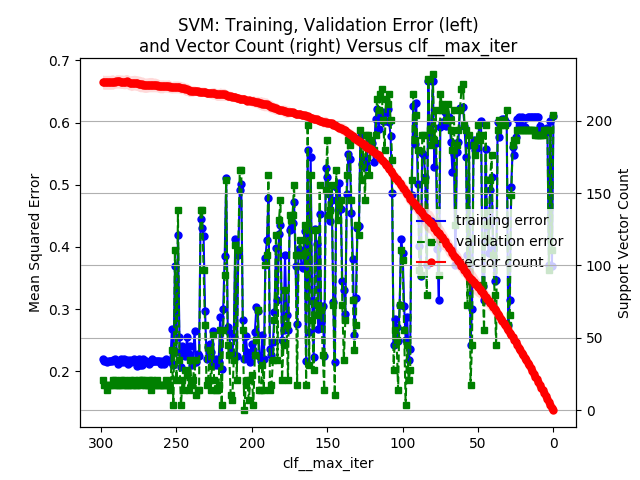 SVM: Training, Validation Error (left)
and Vector Count (right) Versus clf__max_iter
0.7
0.6
0.5
0.4
0.3
0.2
Mean Squared Error
training error
validation error
vector count
200
150
100
50
0
Support Vector Count
300 250 200 150 100 50 0
clf__max_iter